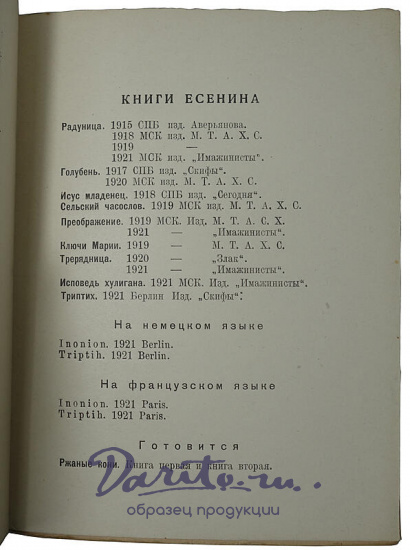 КНИГИ ЕСЕНИНА
Радуница. 1915 СПБ изд. Аверьянова.
1918 МСК изд. М. Т. А. Х. С.
1919 —
1921 МСК изд. „Имажинисты“.
Голубень. 1917 СПБ изд. „Скифы“.
1920 МСК изд. М. Т. А. Х. С.
Исус младенец. 1918 СПБ изд. „Сегодня“.
Сельский часослов. 1919 МСК изд. М. Т. А. Х. С.
Преображение. 1919 МСК. Изд. М. Т. А. С. Х.
1921 — „Имажинисты“.
Ключи Марии. 1919 — М. Т. А. Х. С.
Трерядница. 1920 — „Злак“.
1921 — „Имажинисты“.
Исповедь хулигана. 1921 МСК. Изд. „Имажинисты“.
Триптих. 1921 Берлин Изд. „Скифы“.
На немецком языке
Inonion. 1921 Berlin.
Triptih. 1921 Berlin.
На французском языке
Inonion. 1921 Paris.
Triptih. 1921 Paris.
Готовится
Ржаные кони. Книга первая и книга вторая.
Darito.ru
образец продукции